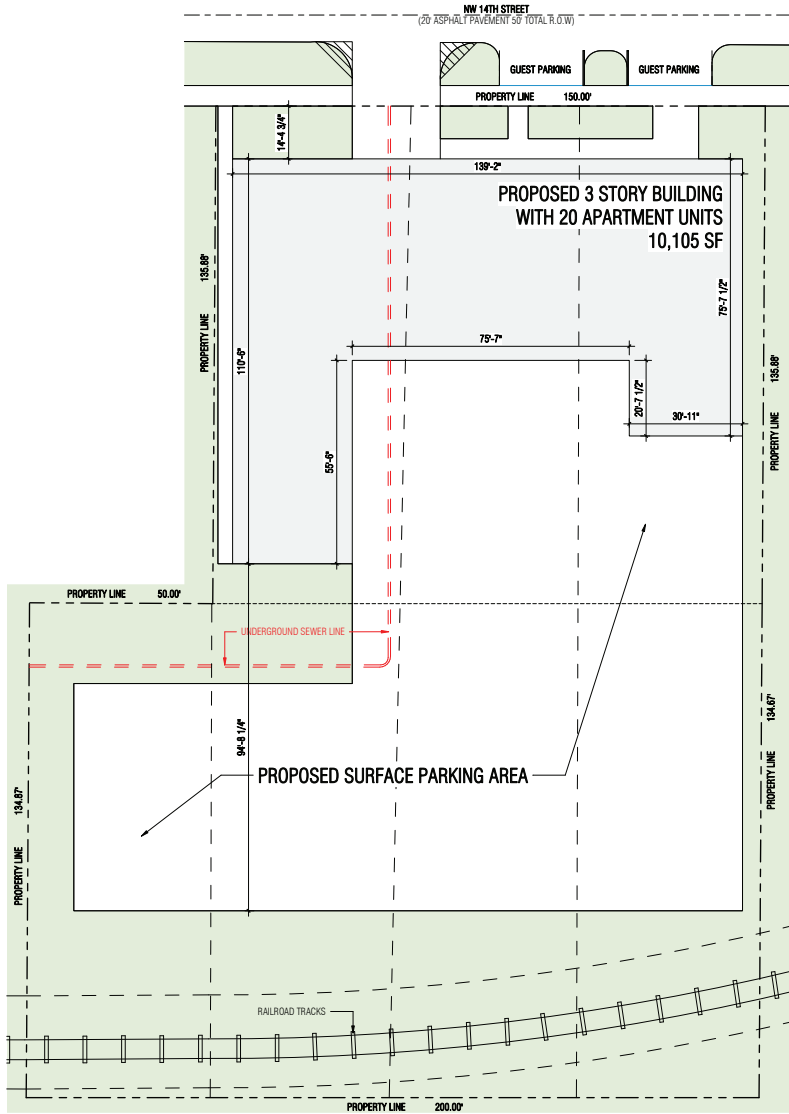 NW 14TH STREET
(20' ASPHALT PAVEMENT 50' TOTAL R.O.W)
GUEST PARKING
GUEST PARKING
PROPERTY LINE 150.00'
14'-4 3/4"
139'-2"
PROPOSED 3 STORY BUILDING
WITH 20 APARTMENT UNITS
10,105 SF
PROPERTY LINE 135.88'
110'-6"
75'-7 1/2"
75'-7"
20'-7 1/2"
30'-11"
55'-6"
PROPERTY LINE 135.88'
PROPERTY LINE 50.00'
UNDERGROUND SEWER LINE
94'-8 1/4"
PROPOSED SURFACE PARKING AREA
PROPERTY LINE 134.87'
PROPERTY LINE 134.67'
RAILROAD TRACKS
PROPERTY LINE 200.00'